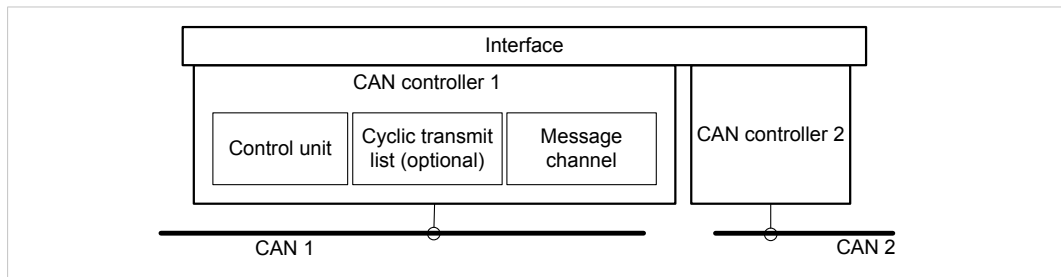 Interface
CAN controller 1
Control unit
Cyclic transmit
list (optional)
Message
channel
CAN controller 2
CAN 1
CAN 2